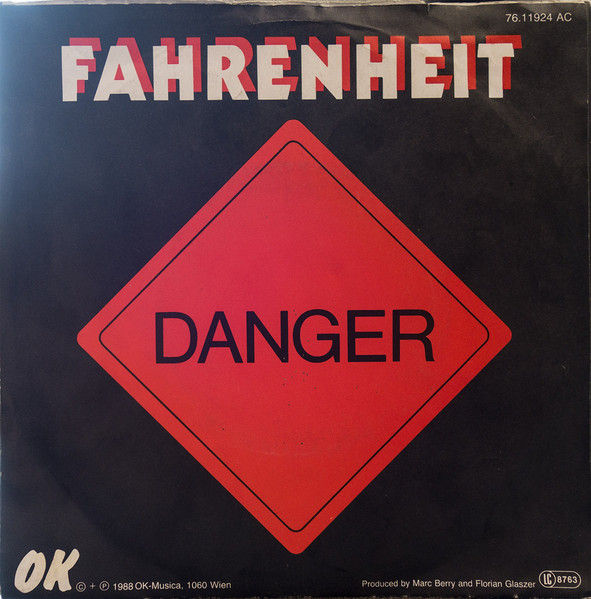 76.11924 AC
FAHRENHEIT
DANGER
OK © + ℗ 1988 OK-Musica, 1060 Wien
Produced by Marc Berry and Florian Glaszer LC 8763